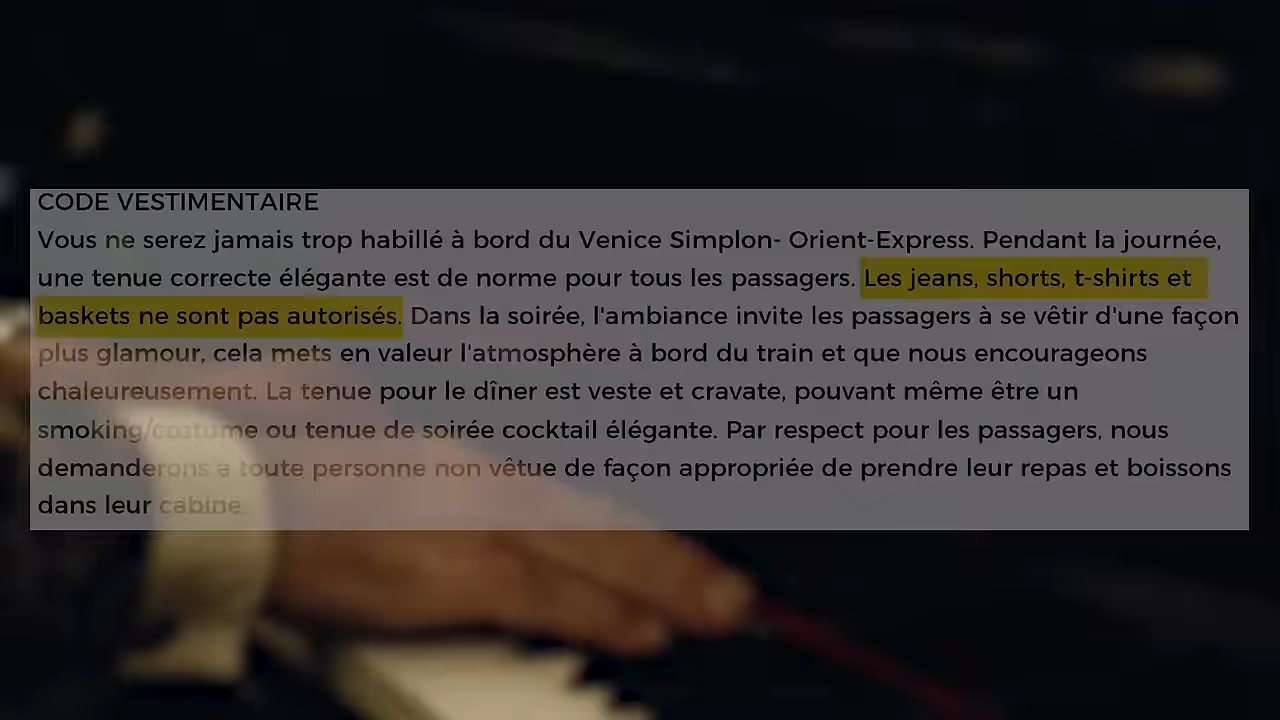 CODE VESTIMENTAIRE
Vous ne serez jamais trop habillé à bord du Venice Simplon- Orient-Express. Pendant la journée,
une tenue correcte élégante est de norme pour tous les passagers. Les jeans, shorts, t-shirts et
baskets ne sont pas autorisés. Dans la soirée, l'ambiance invite les passagers à se vêtir d'une façon
plus glamour, cela mets en valeur l'atmosphère à bord du train et que nous encourageons
chaleureusement. La tenue pour le dîner est veste et cravate, pouvant même être un
smoking/costume ou tenue de soirée cocktail élégante. Par respect pour les passagers, nous
demanderons a toute personne non vêtue de façon appropriée de prendre leur repas et boissons
dans leur cabine